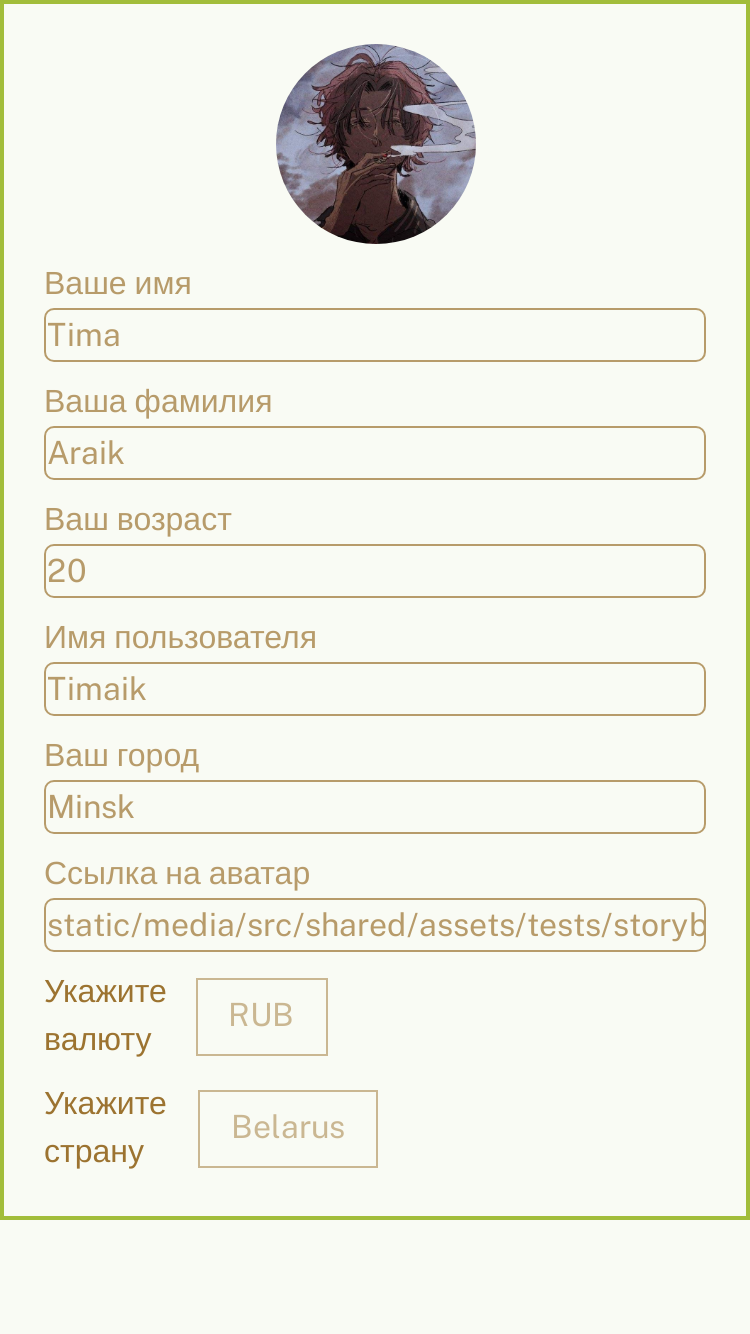 Ваше имя
Tima
Ваша фамилия
Araik
Ваш возраст
20
Имя пользователя
Timaik
Ваш город
Minsk
Ссылка на аватар
static/media/src/shared/assets/tests/storyb
Укажите
валюту
RUB
Укажите
страну
Belarus